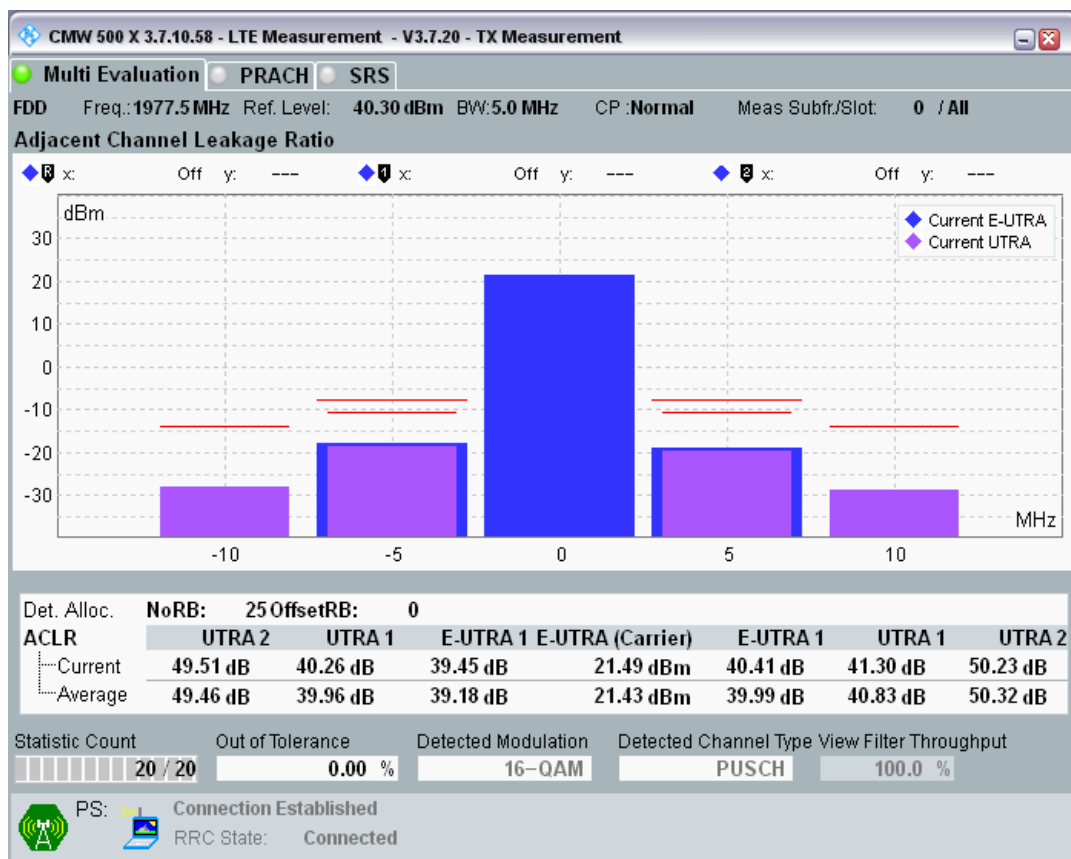 CMW 500 X 3.7.10.58 - LTE Measurement - V3.7.20 - TX Measurement
Multi Evaluation PRACH SRS
FDD Freq.: 1977.5 MHz Ref. Level: 40.30 dBm BW: 5.0 MHz CP : Normal Meas Subfr./Slot: 0 / All
Adjacent Channel Leakage Ratio
R x: Off y: --- 1 x: Off y: --- 2 x: Off y: ---
dBm
Current E-UTRA
Current UTRA
30
20
10
0
-10
-20
-30
MHz
-10 -5 0 5 10
Det. Alloc. NoRB: 25 OffsetRB: 0
ACLR UTRA 2 UTRA 1 E-UTRA 1 E-UTRA (Carrier) E-UTRA 1 UTRA 1 UTRA 2
Current 49.51 dB 40.26 dB 39.45 dB 21.49 dBm 40.41 dB 41.30 dB 50.23 dB
Average 49.46 dB 39.96 dB 39.18 dB 21.43 dBm 39.99 dB 40.83 dB 50.32 dB
Statistic Count Out of Tolerance Detected Modulation Detected Channel Type View Filter Throughput
20 / 20 0.00 % 16-QAM PUSCH 100.0 %
PS: Connection Established
RRC State: Connected